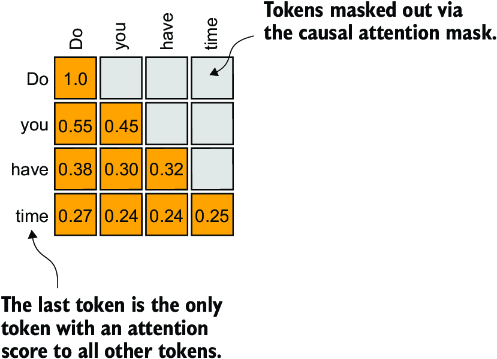 Tokens masked out via
the causal attention mask.
Do you have time
Do 1.0
you 0.55 0.45
have 0.38 0.30 0.32
time 0.27 0.24 0.24 0.25
The last token is the only
token with an attention
score to all other tokens.